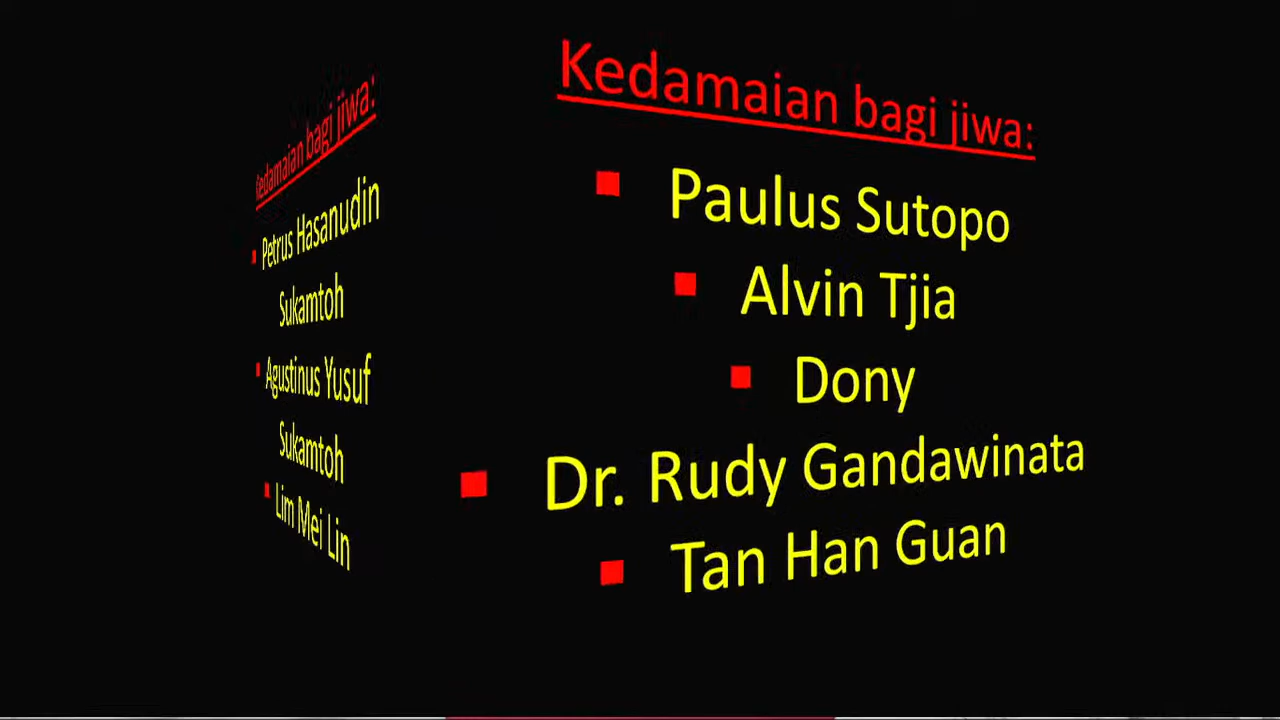 Kedamaian bagi jiwa:
▪ Petrus Hasanudin
Sukamtoh
▪ Agustinus Yusuf
Sukamtoh
▪ Lim Mei Lin
Kedamaian bagi jiwa:
▪ Paulus Sutopo
▪ Alvin Tjia
▪ Dony
▪ Dr. Rudy Gandawinata
▪ Tan Han Guan